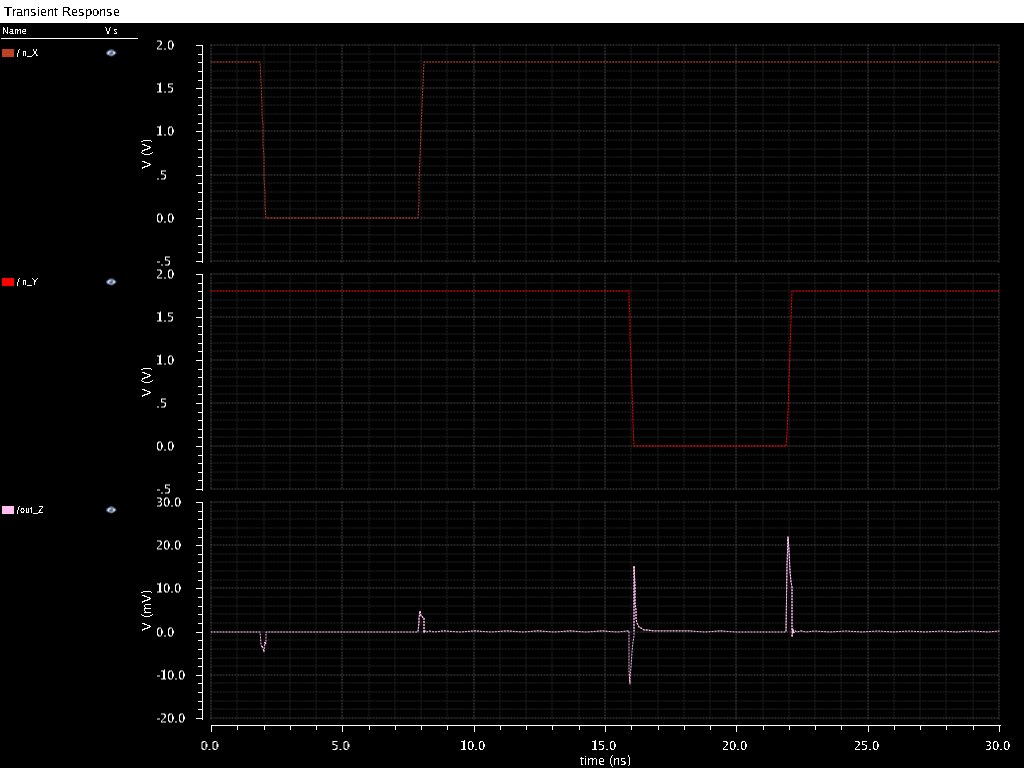 Transient Response
Name V s
/in_X
2.0
1.5
1.0
.5
0.0
-.5
V (V)
/in_Y
2.0
1.5
1.0
.5
0.0
-.5
V (V)
/out_Z
30.0
20.0
10.0
0.0
-10.0
-20.0
V (mV)
0.0 5.0 10.0 15.0 20.0 25.0 30.0
time (ns)